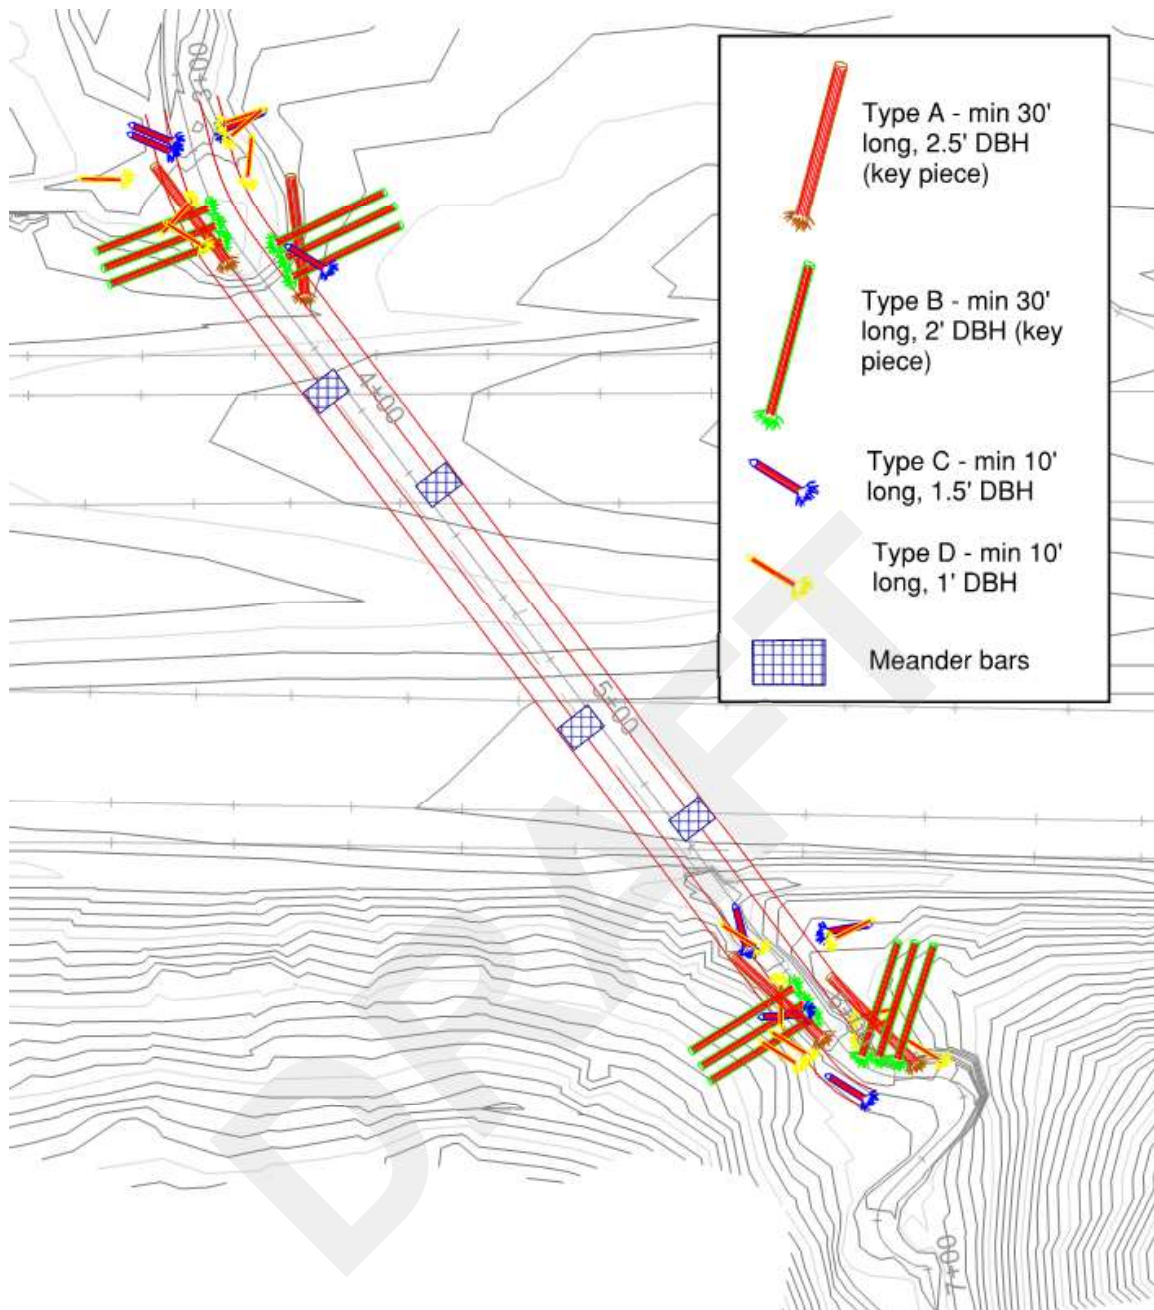 3+00
Type A - min 30'
long, 2.5' DBH
(key piece)
Type B - min 30'
long, 2' DBH (key
piece)
4+00
Type C - min 10'
long, 1.5' DBH
Type D - min 10'
long, 1' DBH
Meander bars
5+00
DRAFT
7+00